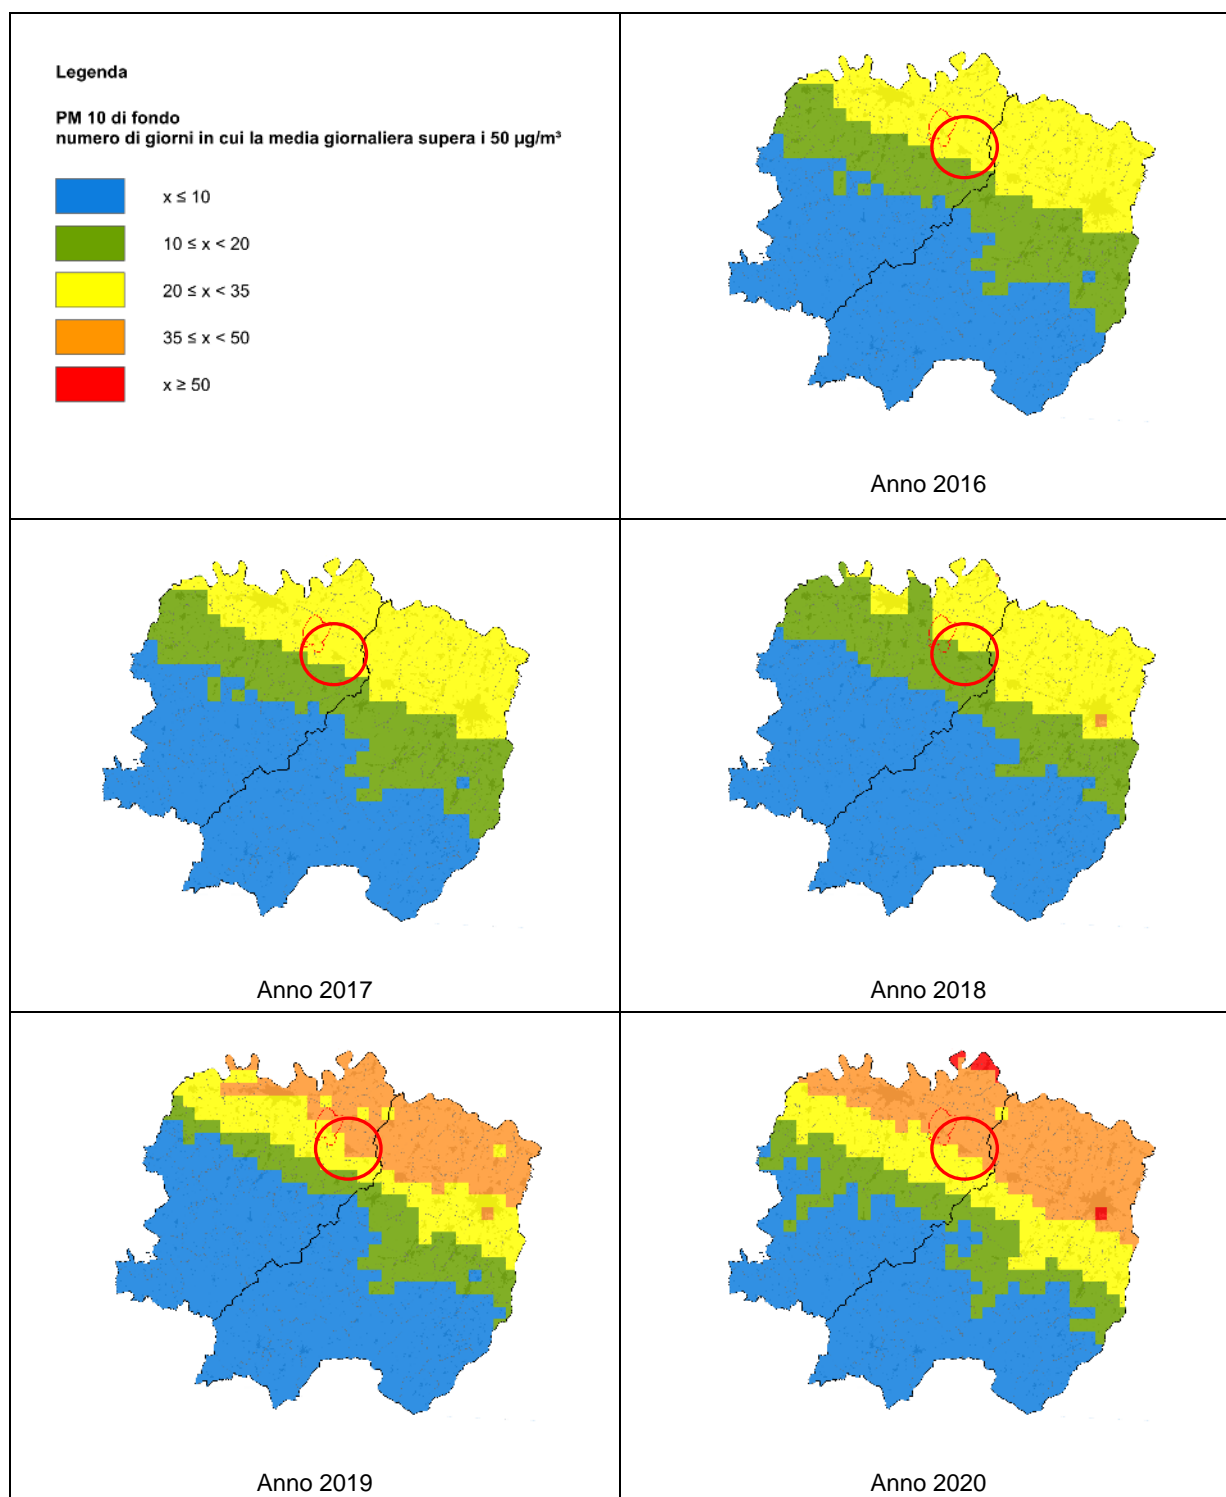 Legenda
PM 10 di fondo
numero di giorni in cui la media giornaliera supera i 50 µg/m³
x ≤ 10
10 ≤ x < 20
20 ≤ x < 35
35 ≤ x < 50
x ≥ 50
Anno 2016
Anno 2017
Anno 2018
Anno 2019
Anno 2020